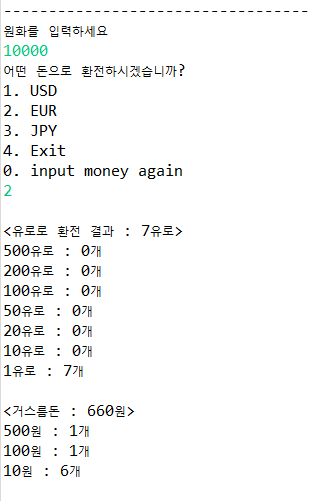 -----------------------------------
원화를 입력하세요
10000
어떤 돈으로 환전하시겠습니까?
1. USD
2. EUR
3. JPY
4. Exit
0. input money again
2
<유로로 환전 결과 : 7유로>
500유로 : 0개
200유로 : 0개
100유로 : 0개
50유로 : 0개
20유로 : 0개
10유로 : 0개
1유로 : 7개
<거스름돈 : 660원>
500원 : 1개
100원 : 1개
10원 : 6개